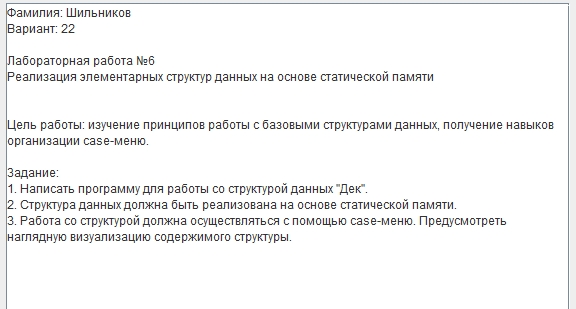 Фамилия: Шильников
Вариант: 22
Лабораторная работа №6
Реализация элементарных структур данных на основе статической памяти
Цель работы: изучение принципов работы с базовыми структурами данных, получение навыков
организации case-меню.
Задание:
1. Написать программу для работы со структурой данных "Дек".
2. Структура данных должна быть реализована на основе статической памяти.
3. Работа со структурой должна осуществляться с помощью case-меню. Предусмотреть
наглядную визуализацию содержимого структуры.